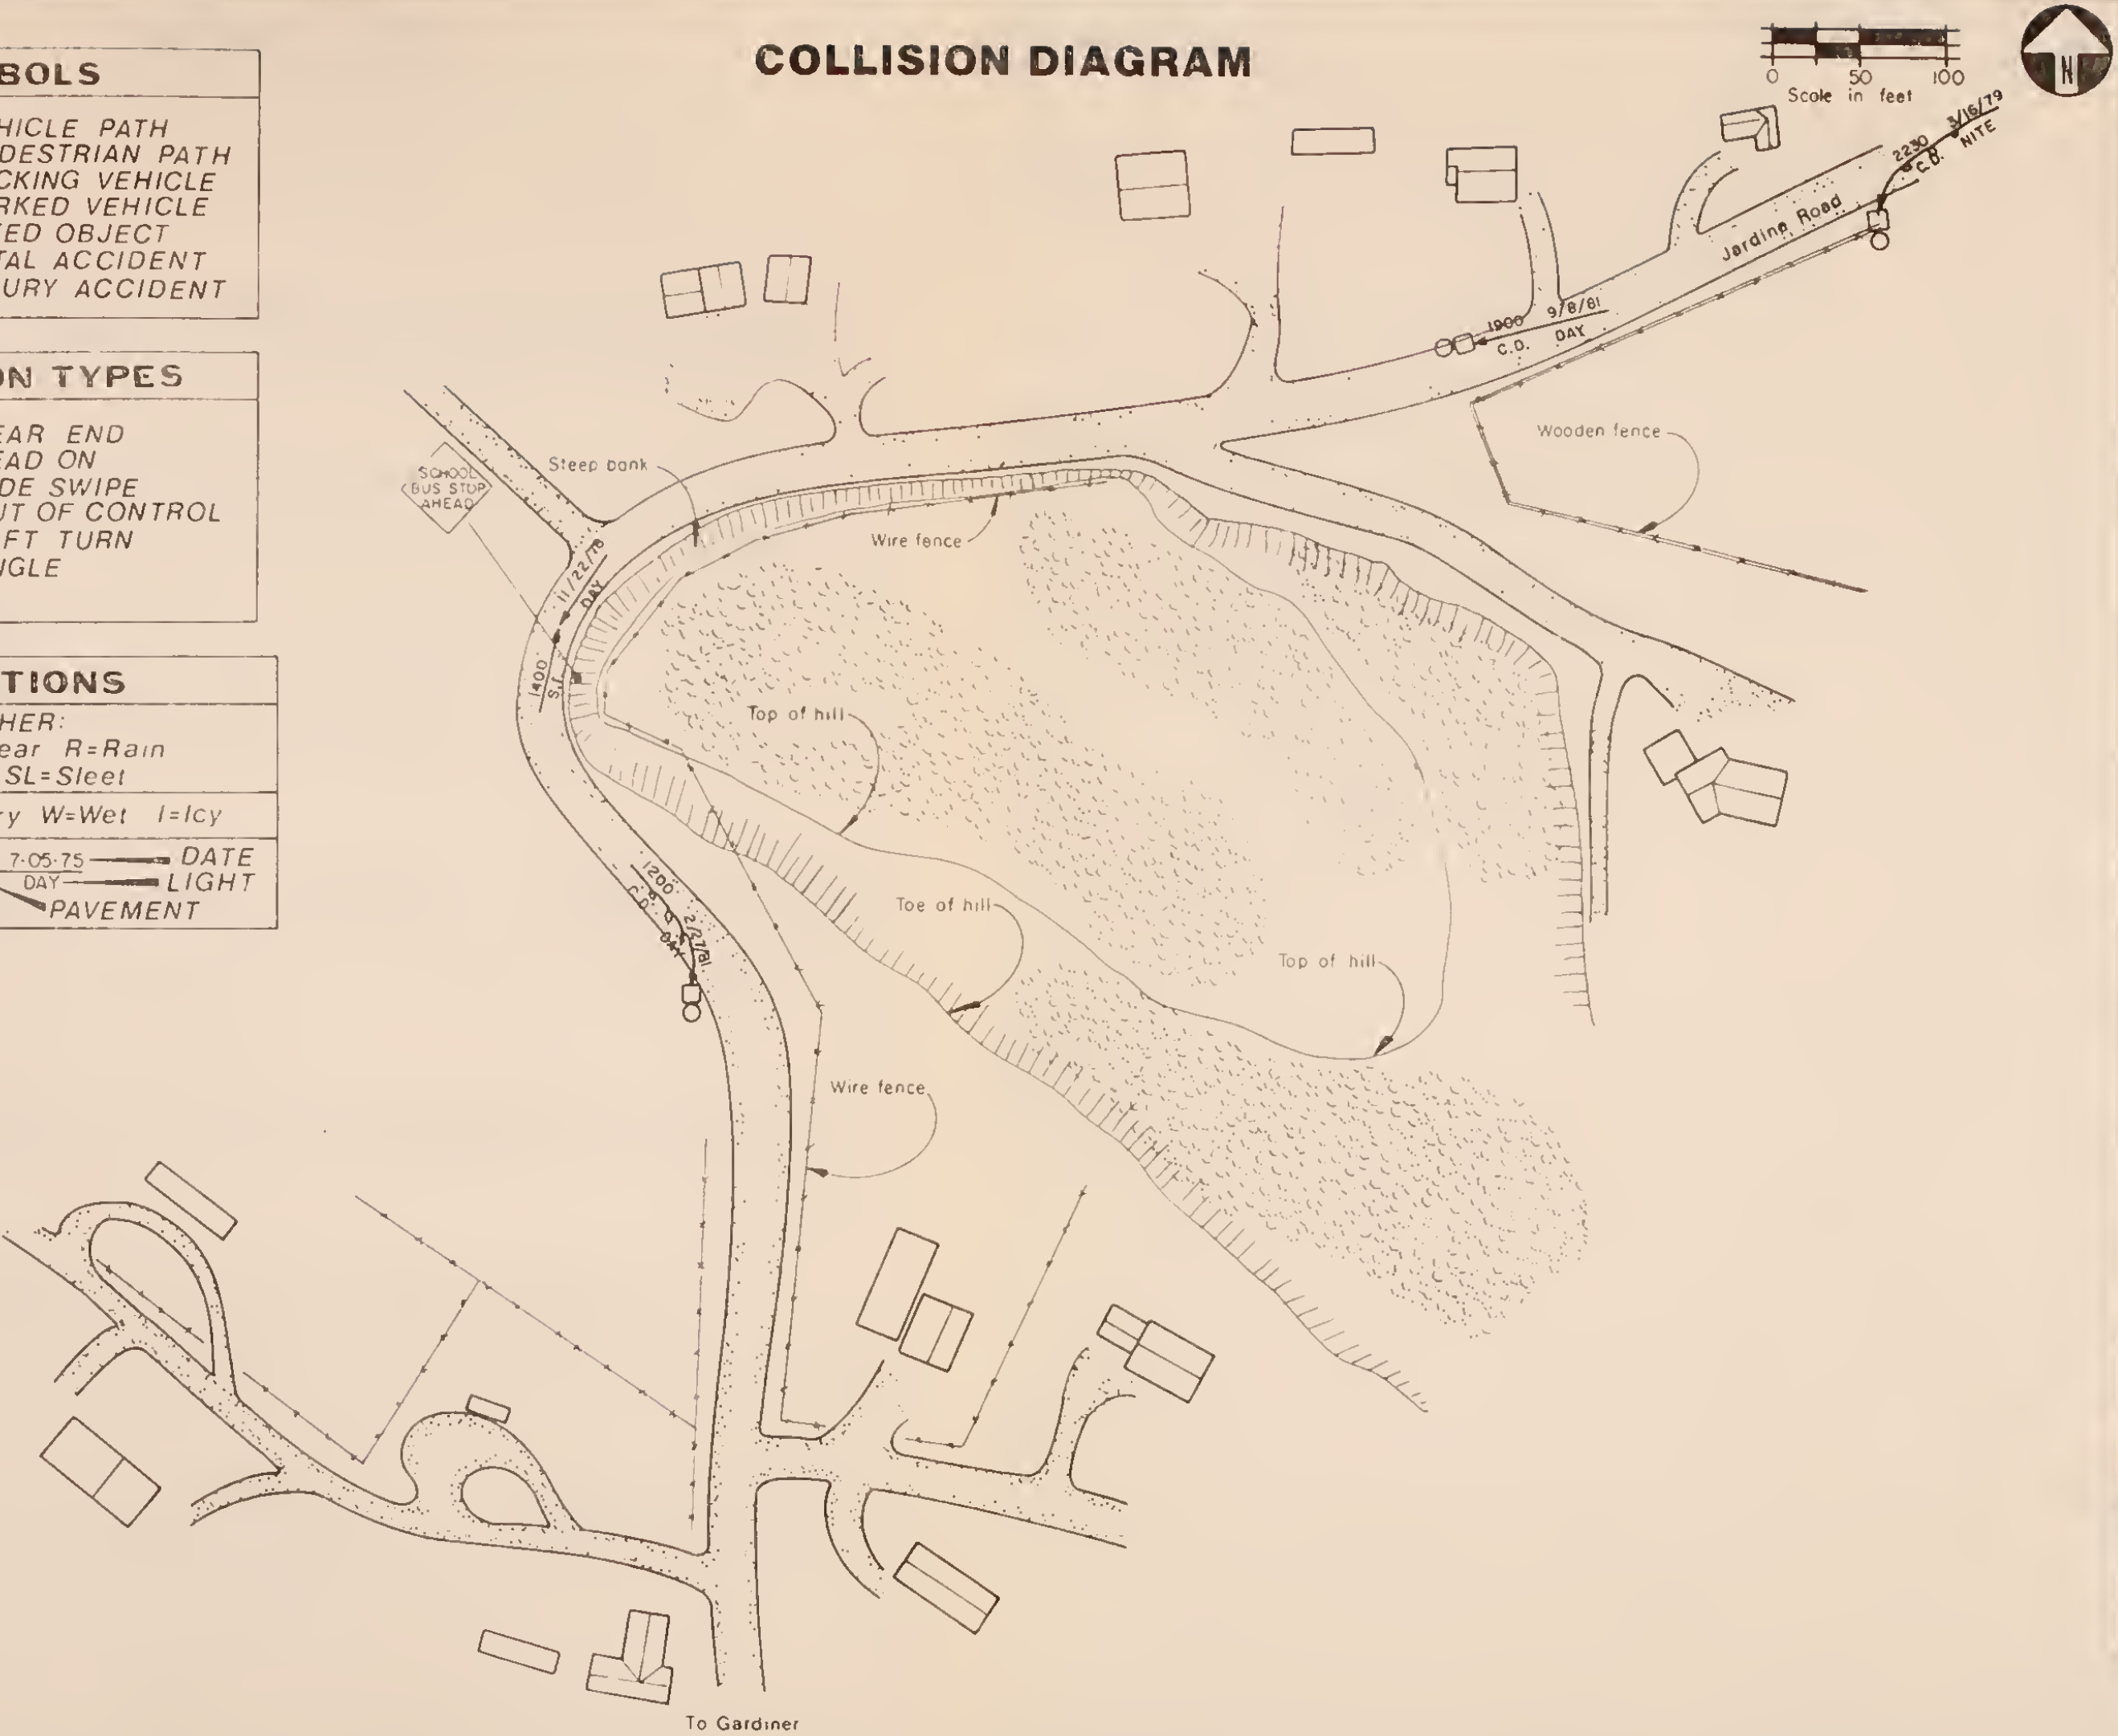 COLLISION DIAGRAM
0 50 100
Scale in feet
N
BOLS
HICLE PATH
DESTRIAN PATH
CKING VEHICLE
RKED VEHICLE
ED OBJECT
TAL ACCIDENT
URY ACCIDENT
ON TYPES
EAR END
EAD ON
DE SWIPE
UT OF CONTROL
FT TURN
NGLE
TIONS
HER:
ear R=Rain
SL=Sleet
ry W=Wet I=Icy
7·05·75 DATE
DAY LIGHT
PAVEMENT
2230 3/16/79
C.D. NITE
Jardine Road
1900 9/8/81
C.D. DAY
Wooden fence
Steep bank
SCHOOL
BUS STOP
AHEAD
Wire fence
11/22/78
DAY
1400
S.I.
Top of hill
1200
2/27/81
C.D.
DAY
Toe of hill
Top of hill
Wire fence
To Gardiner